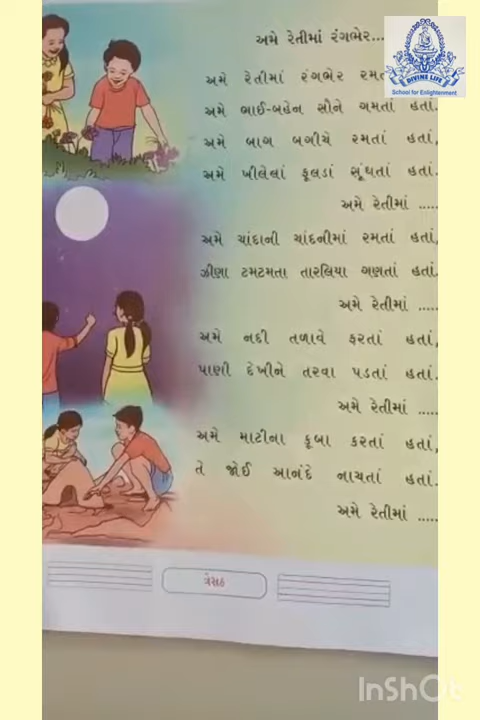 અમે રેતીમાં રંગભેર...
DIVINE LIFE
School for Enlightenment
અમે રેતીમાં રંગભેર
અમે ભાઈ-બહેન સૌને ગમતાં હતાં.
અમે બાગ બગીચે રમતાં હતાં,
અમે ખીલેલાં ફૂલડાં સૂંઘતાં હતાં.
અમે રેતીમાં .....
અમે ચાંદાની ચાંદનીમાં રમતાં હતાં,
ઝીણા ટમટમતા તારલિયા ગણતાં હતાં.
અમે રેતીમાં .....
અમે નદી તળાવે ફરતાં હતાં,
પાણી દેખીને તરવા પડતાં હતાં.
અમે રેતીમાં .....
અમે માટીના કૂબા કરતાં હતાં,
તે જોઈ આનંદે નાચતાં હતાં.
અમે રેતીમાં .....
ત્રેસઠ
InShOt